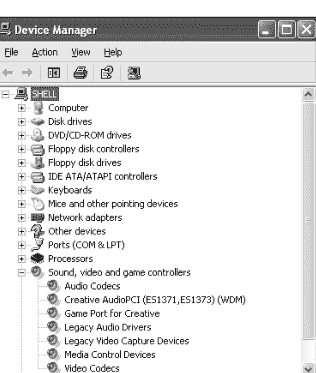 Device Manager
File Action View Help
SHELL
Computer
Disk drives
DVD/CD-ROM drives
Floppy disk controllers
Floppy disk drives
IDE ATA/ATAPI controllers
Keyboards
Mice and other pointing devices
Network adapters
Other devices
Ports (COM & LPT)
Processors
Sound, video and game controllers
Audio Codecs
Creative AudioPCI (ES1371,ES1373) (WDM)
Game Port for Creative
Legacy Audio Drivers
Legacy Video Capture Devices
Media Control Devices
Video Codecs